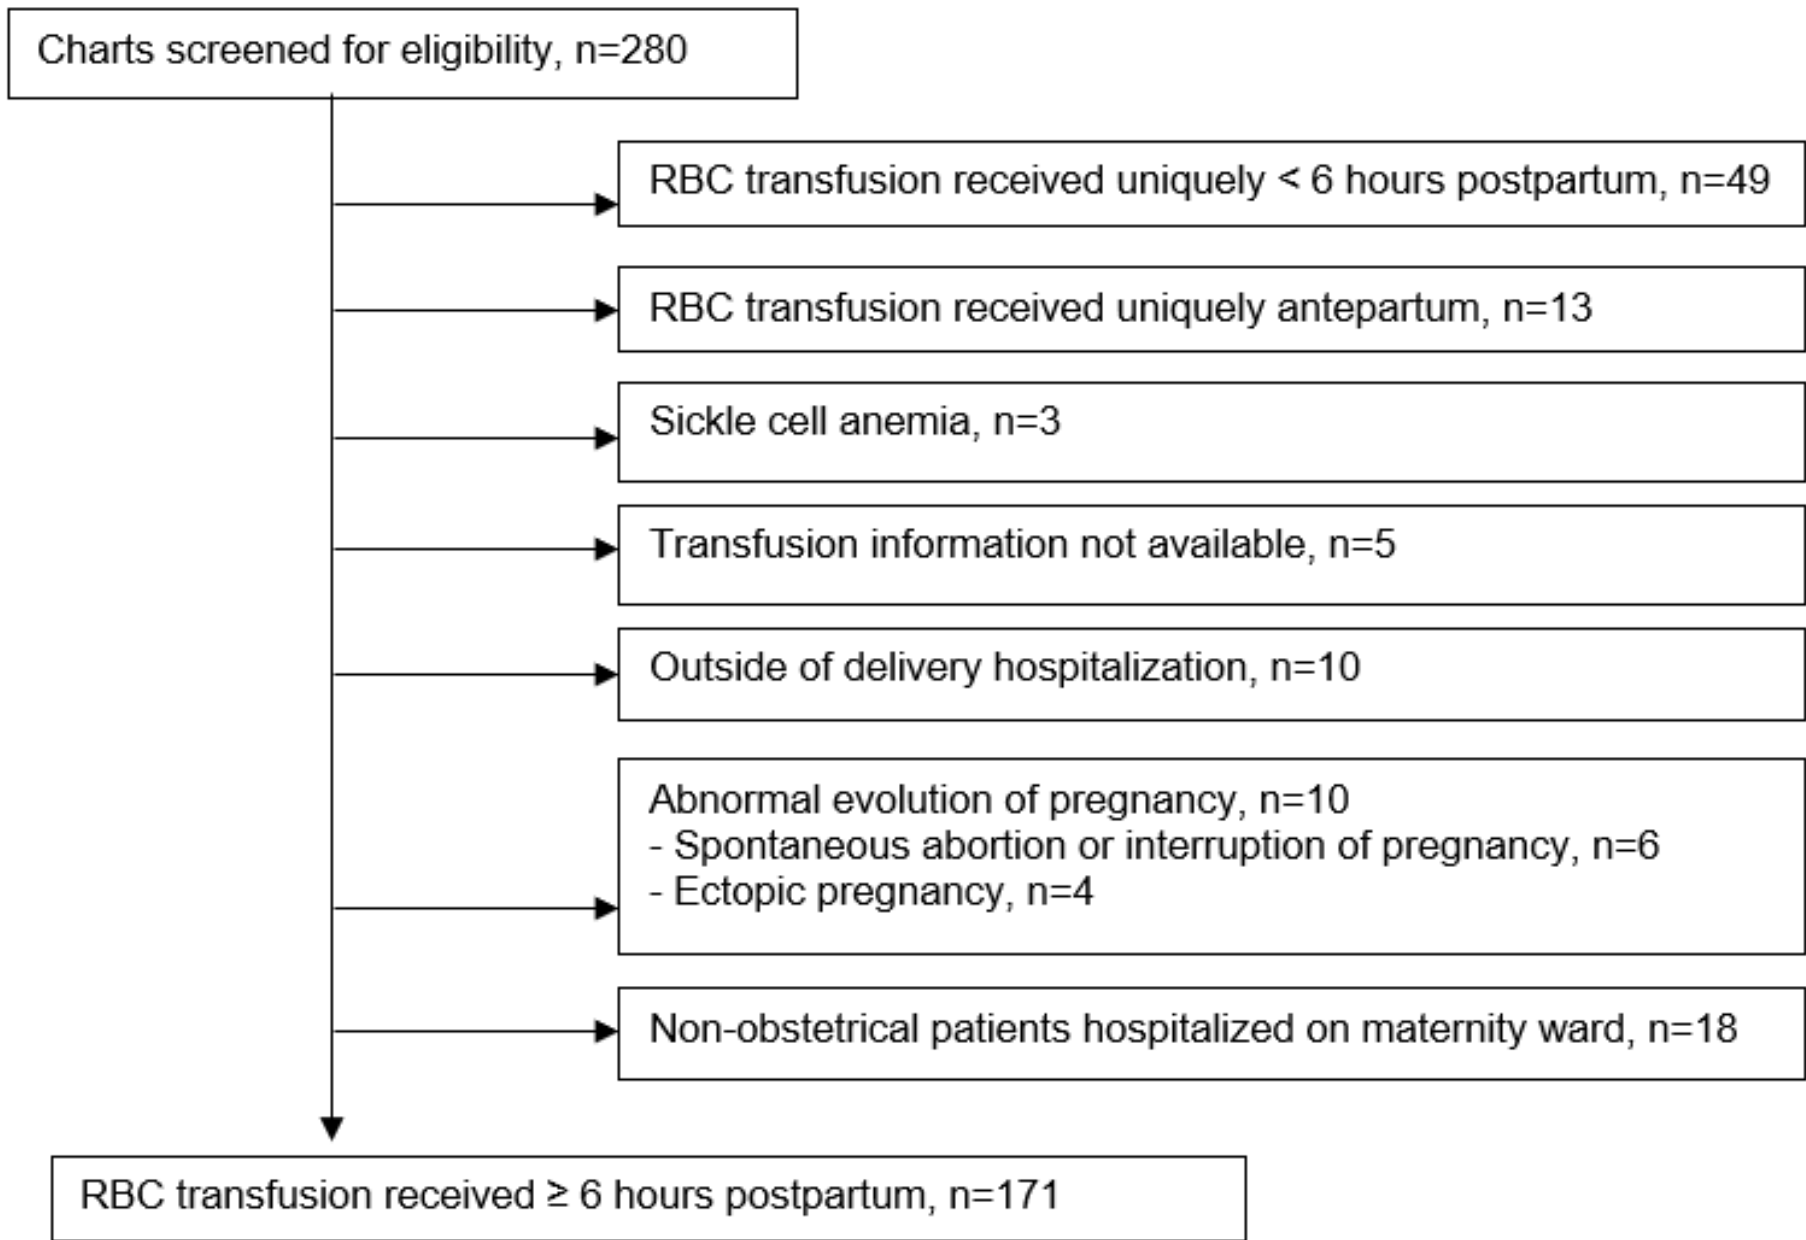 Charts screened for eligibility, n=280
RBC transfusion received uniquely < 6 hours postpartum, n=49
RBC transfusion received uniquely antepartum, n=13
Sickle cell anemia, n=3
Transfusion information not available, n=5
Outside of delivery hospitalization, n=10
Abnormal evolution of pregnancy, n=10
- Spontaneous abortion or interruption of pregnancy, n=6
- Ectopic pregnancy, n=4
Non-obstetrical patients hospitalized on maternity ward, n=18
RBC transfusion received ≥ 6 hours postpartum, n=171